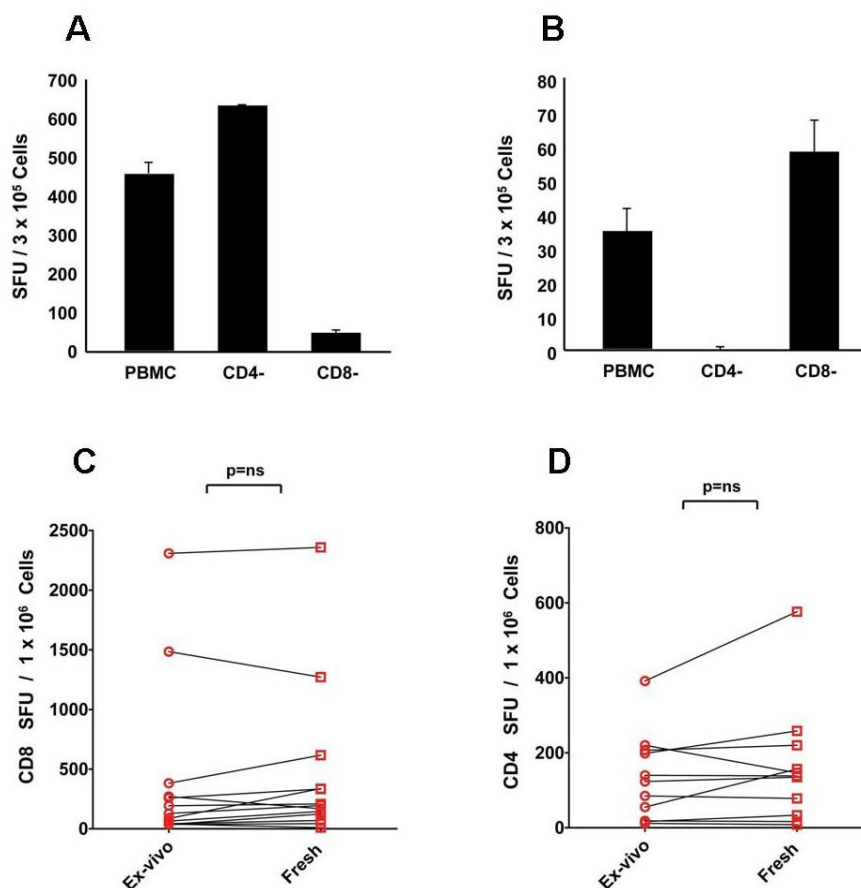 A
SFU / 3 x 10⁵ Cells
700
600
500
400
300
200
100
0
PBMC CD4- CD8-
B
SFU / 3 x 10⁵ Cells
80
70
60
50
40
30
20
10
0
PBMC CD4- CD8-
C
p=ns
CD8 SFU / 1 x 10⁶ Cells
2500
2000
1500
1000
500
0
Ex-vivo Fresh
D
p=ns
CD4 SFU / 1 x 10⁶ Cells
800
600
400
200
0
Ex-vivo Fresh